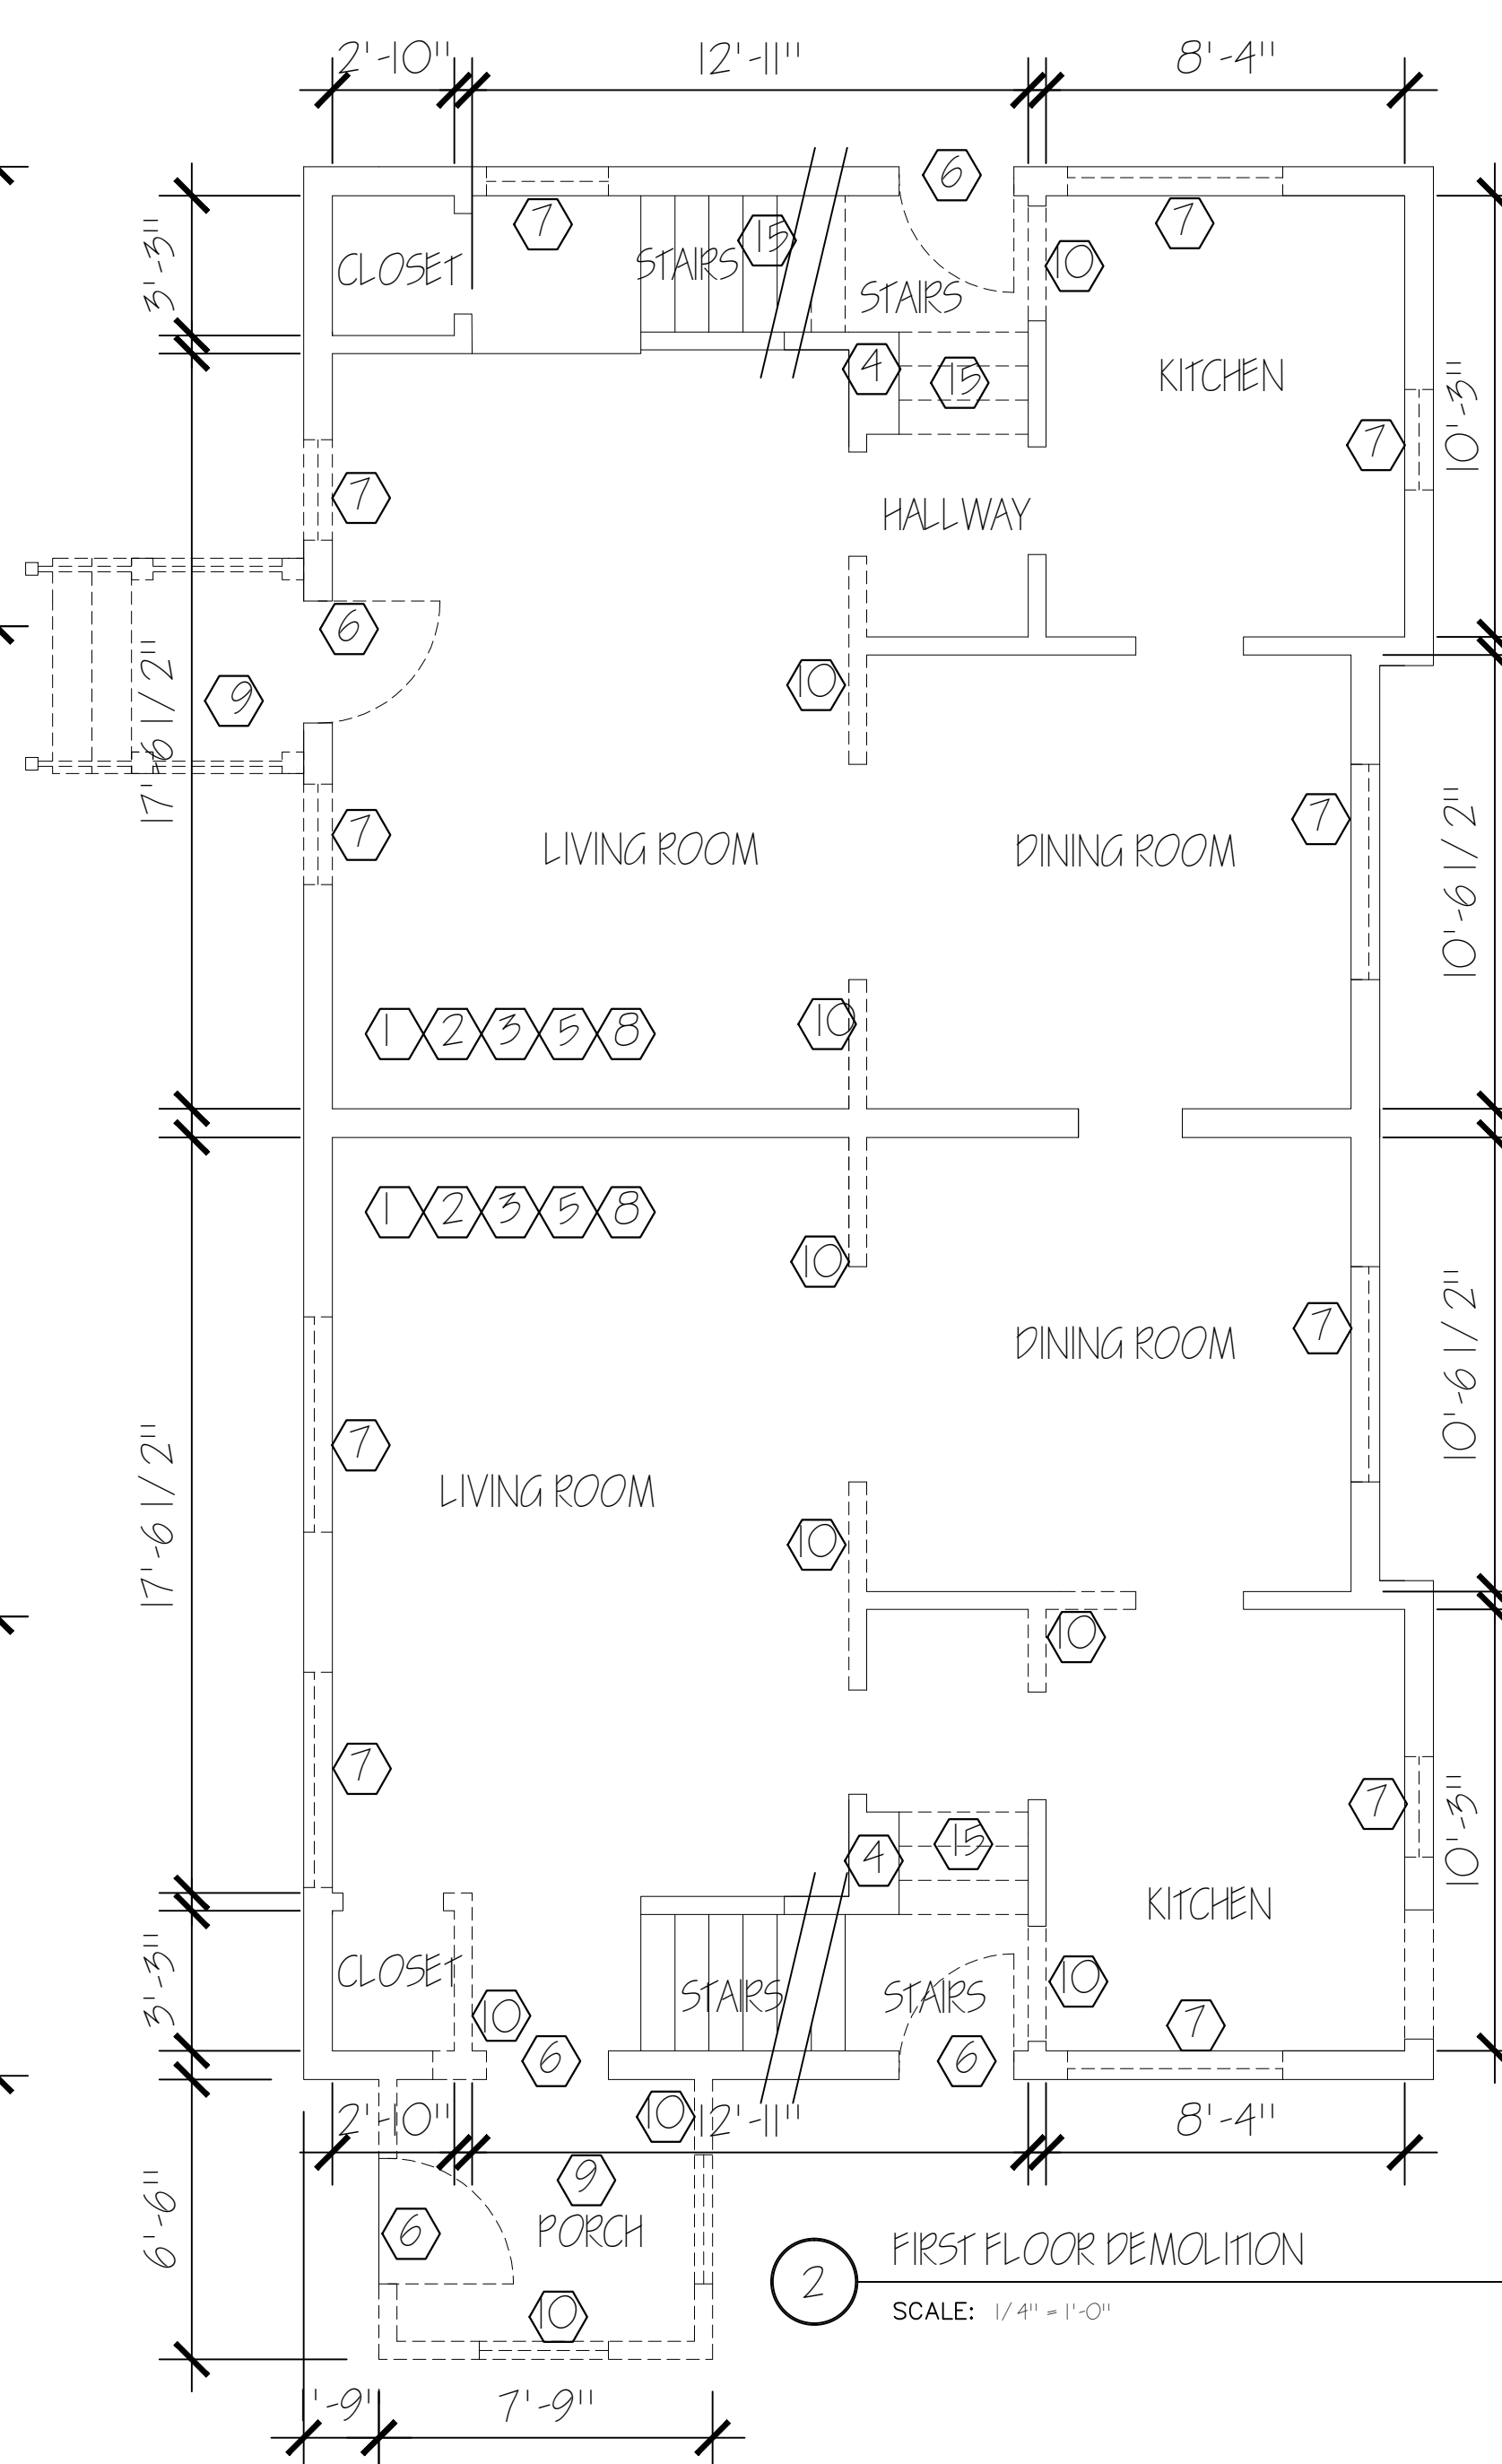 2'-10" 12'-11" 8'-4"
6
7 15 7
3'-3" CLOSET STAIRS 10
STAIRS
4 15 KITCHEN 10'-3"
7
7
HALLWAY
6
9 10
17'-6 1/2"
7 7
LIVING ROOM DINING ROOM 10'-6 1/2"
1 2 3 5 8 10
1 2 3 5 8
10
7
DINING ROOM 10'-6 1/2"
7
17'-6 1/2" LIVING ROOM
10
10
7 7
4 15 10'-3"
KITCHEN
3'-3" CLOSET STAIRS STAIRS 10
10 7
6 6
2'-10" 10 12'-11" 8'-4"
9
6'-6" 6 PORCH
FIRST FLOOR DEMOLITION
2
10 SCALE: 1/4" = 1'-0"
'-9" 7'-9"